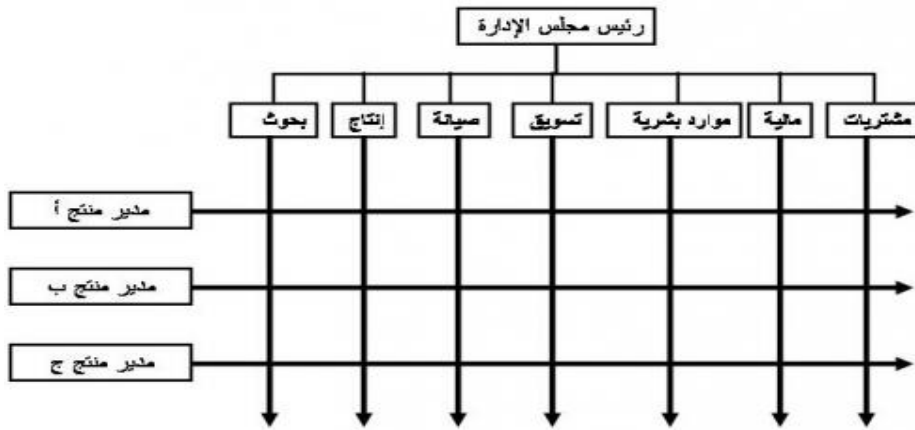 رئيس مجلس الإدارة
مشتريات
مالية
موارد بشرية
تسويق
صيانة
إنتاج
بحوث
مدير منتج أ
مدير منتج ب
مدير منتج ج